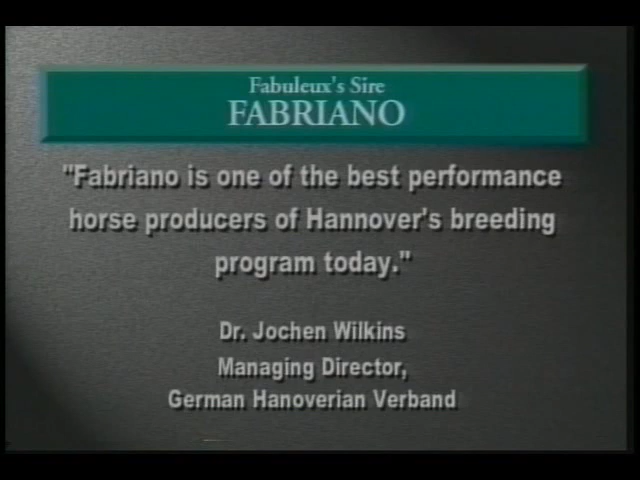 Fabuleux's Sire
FABRIANO
"Fabriano is one of the best performance
horse producers of Hannover's breeding
program today."
Dr. Jochen Wilkins
Managing Director,
German Hanoverian Verband